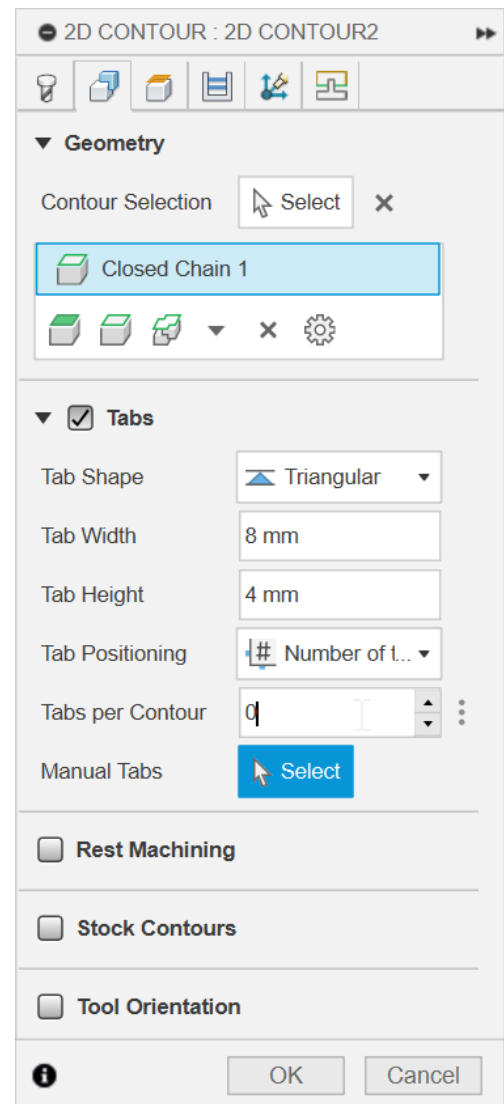 2D CONTOUR : 2D CONTOUR2
Geometry
Contour Selection Select
Closed Chain 1
Tabs
Tab Shape Triangular
Tab Width 8 mm
Tab Height 4 mm
Tab Positioning # Number of t...
Tabs per Contour 0
Manual Tabs Select
Rest Machining
Stock Contours
Tool Orientation
OK Cancel